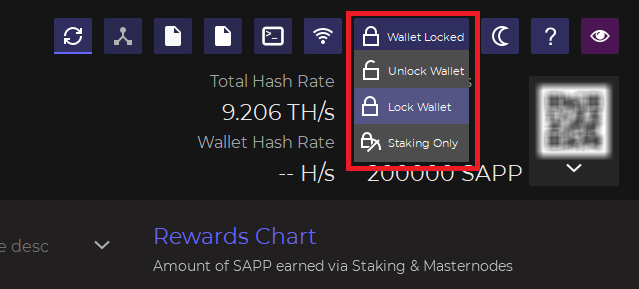 Wallet Locked
?
Unlock Wallet
Total Hash Rate
9.206 TH/s
Lock Wallet
Wallet Hash Rate
Staking Only
-- H/s
200000 SAPP
e desc
Rewards Chart
Amount of SAPP earned via Staking & Masternodes